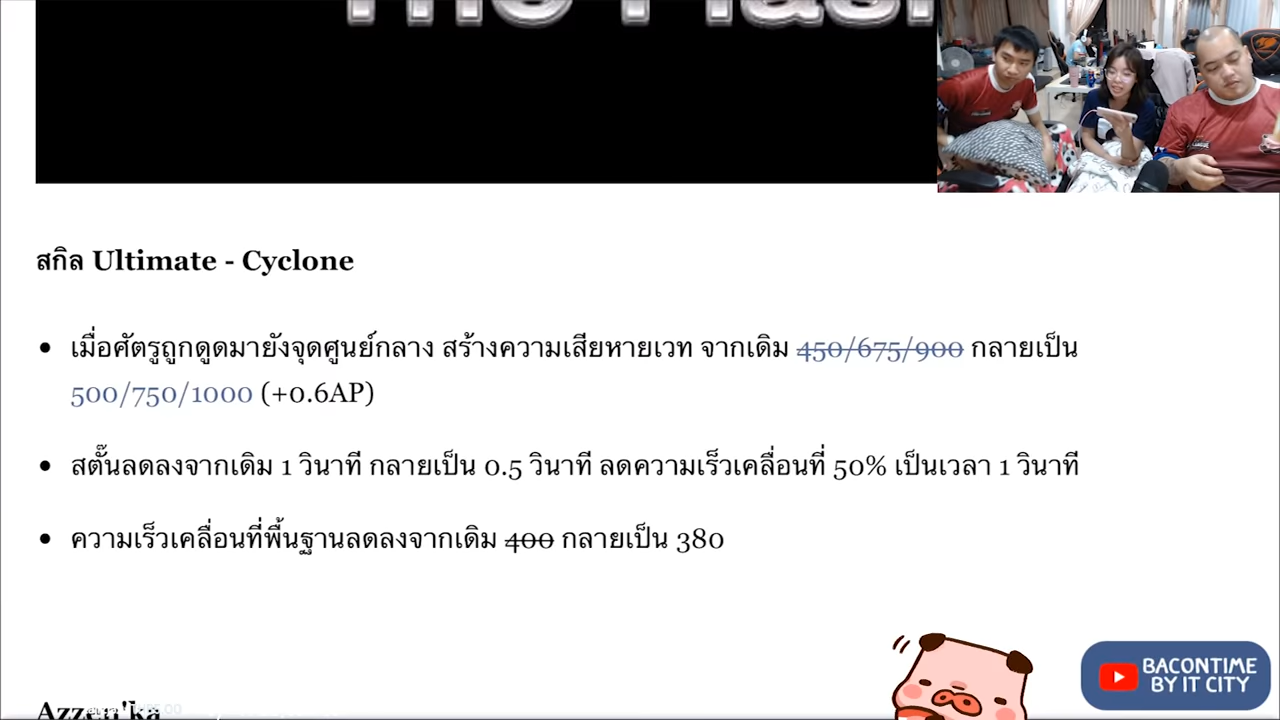 The Flash
สกิล Ultimate - Cyclone
• เมื่อศัตรูถูกดูดมายังจุดศูนย์กลาง สร้างความเสียหายเวท จากเดิม 450/675/900 กลายเป็น
500/750/1000 (+0.6AP)
• สตั๊นลดลงจากเดิม 1 วินาที กลายเป็น 0.5 วินาที ลดความเร็วเคลื่อนที่ 50% เป็นเวลา 1 วินาที
• ความเร็วเคลื่อนที่พื้นฐานลดลงจากเดิม 400 กลายเป็น 380
BACONTIME
BY IT CITY
Azzen'ka